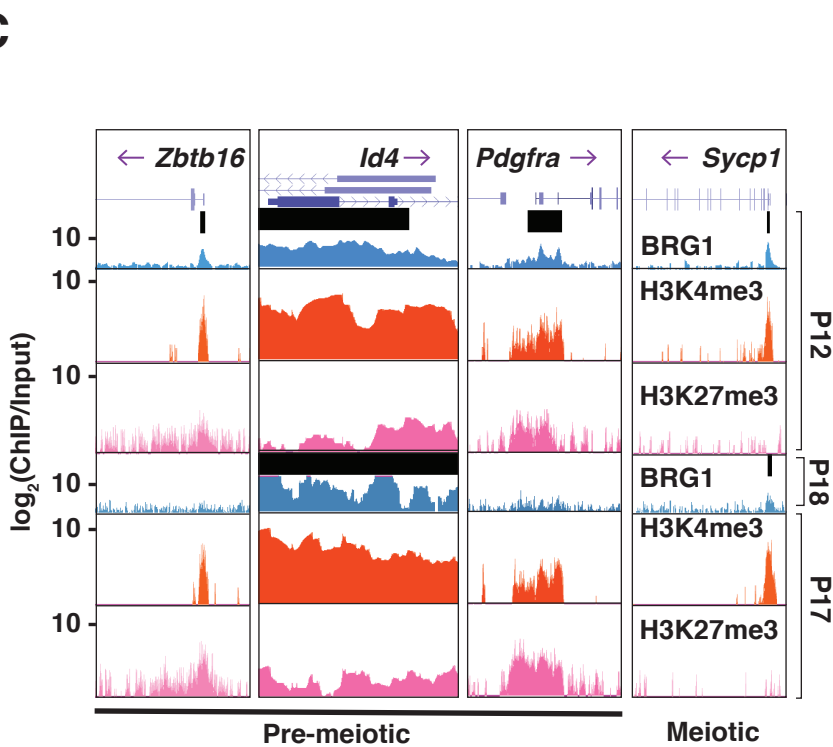 c
← Zbtb16
Id4 →
Pdgfra →
← Sycp1
10
BRG1
10
H3K4me3
P12
10
H3K27me3
10
BRG1
P18
10
H3K4me3
P17
10
H3K27me3
log2(ChIP/Input)
Pre-meiotic
Meiotic